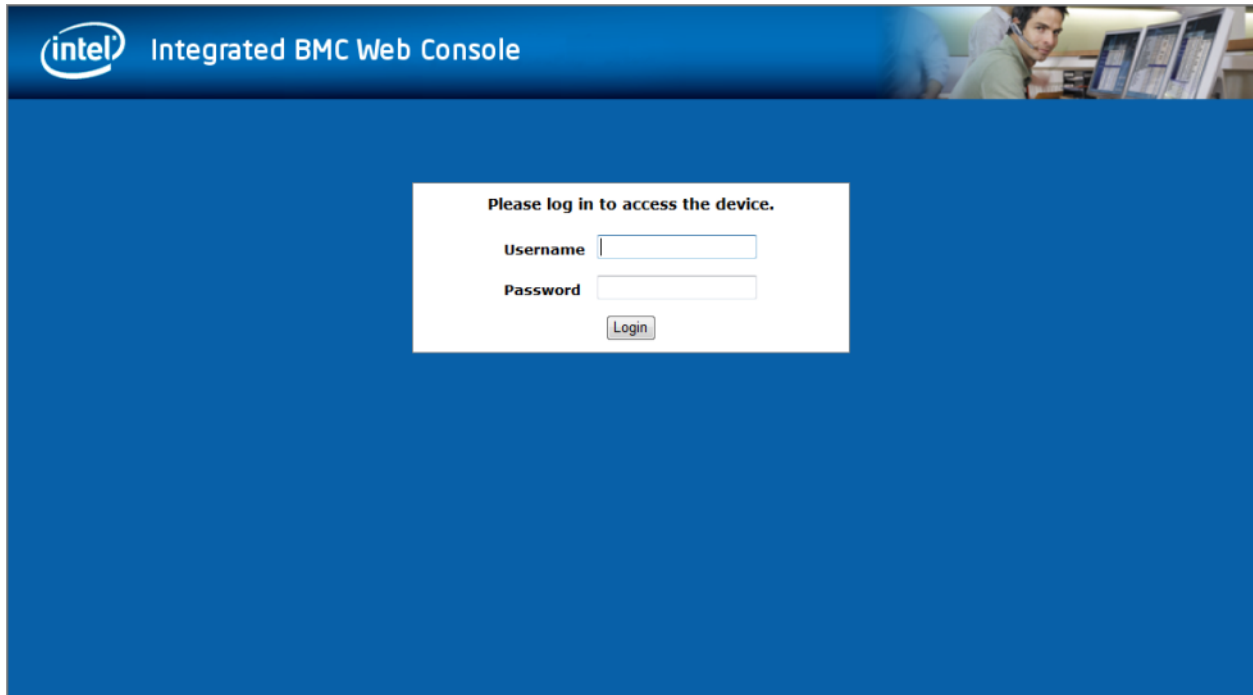 intel Integrated BMC Web Console
Please log in to access the device.
Username
Password
Login